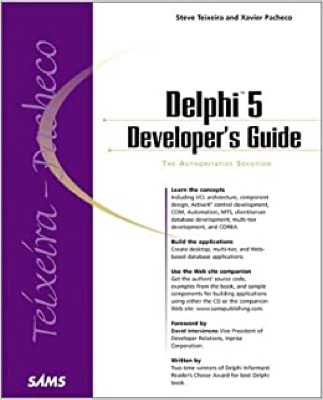 Steve Teixeira and Xavier Pacheco
Delphi™ 5
Developer's Guide
The Authoritative Solution
Learn the concepts
Including VCL architecture, component
design, ActiveX control development,
COM, Automation, MTS, client/server
database development, multi-tier
development, and CORBA.
Build the applications
Create desktop, multi-tier, and Web-
based database applications.
Use the Web site companion
Get the authors' source code,
examples from the book, and sample
components for building applications
using either the CD or the companion
Web site www.samspublishing.com
Foreword by
David Intersimone Vice President of
Developer Relations, Inprise
Corporation.
Written by
Two-time winners of Delphi Informant
Reader's Choice Award for best Delphi
book.
Teixeira – Pacheco
SAMS